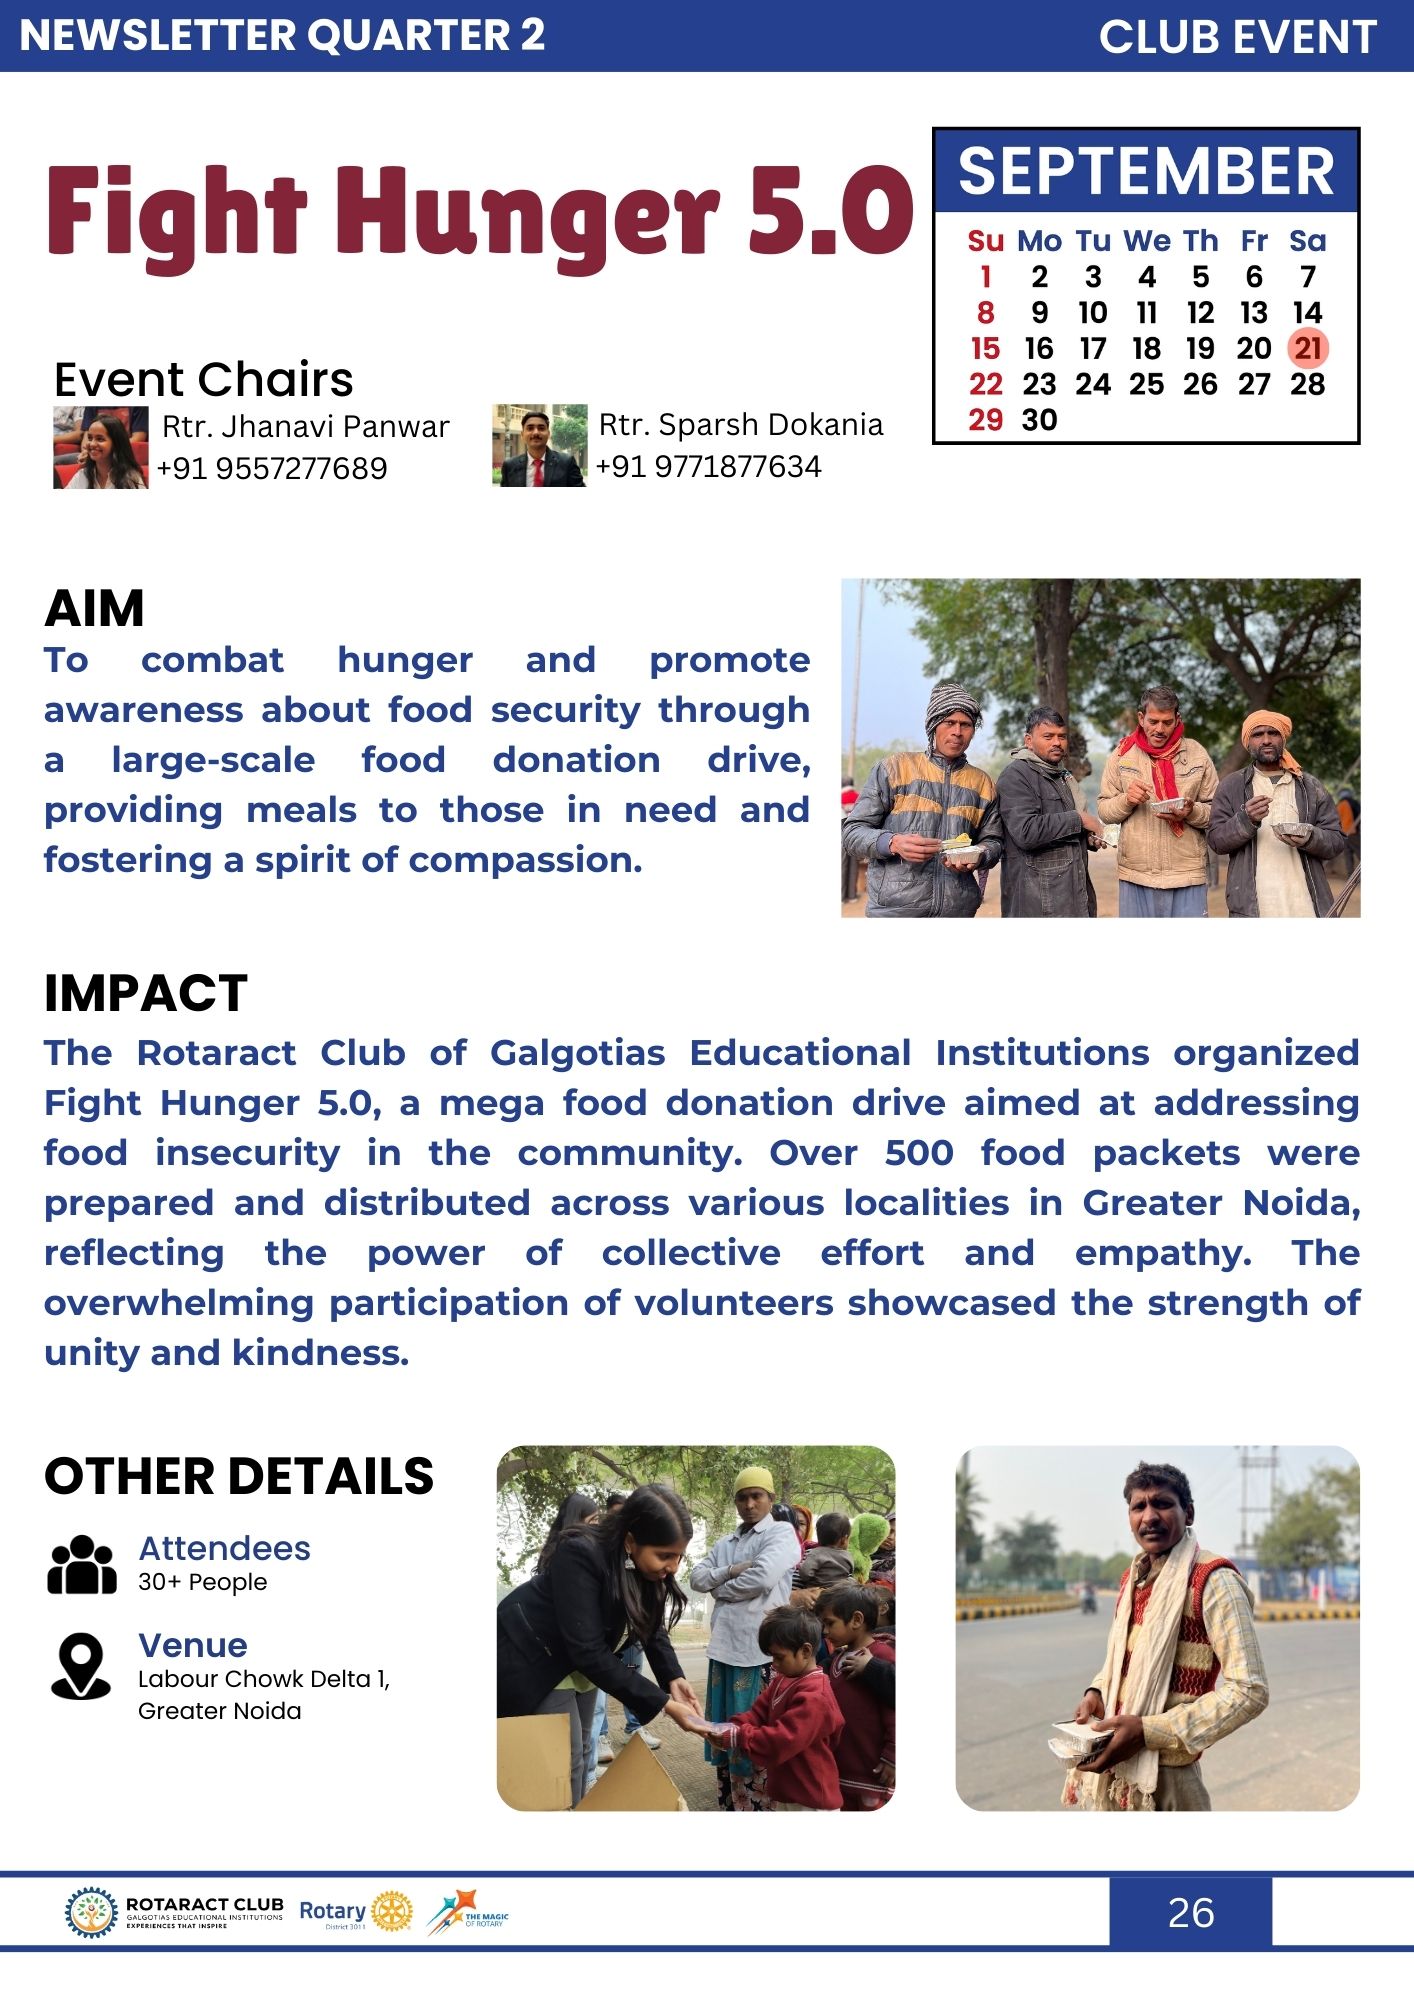 NEWSLETTER QUARTER 2
CLUB EVENT
Fight Hunger 5.0
SEPTEMBER
Su Mo Tu We Th Fr Sa
1 2 3 4 5 6 7
8 9 10 11 12 13 14
15 16 17 18 19 20 21
22 23 24 25 26 27 28
29 30
Event Chairs
Rtr. Jhanavi Panwar
+91 9557277689
Rtr. Sparsh Dokania
+91 9771877634
AIM
To combat hunger and promote
awareness about food security through
a large-scale food donation drive,
providing meals to those in need and
fostering a spirit of compassion.
IMPACT
The Rotaract Club of Galgotias Educational Institutions organized
Fight Hunger 5.0, a mega food donation drive aimed at addressing
food insecurity in the community. Over 500 food packets were
prepared and distributed across various localities in Greater Noida,
reflecting the power of collective effort and empathy. The
overwhelming participation of volunteers showcased the strength of
unity and kindness.
OTHER DETAILS
Attendees
30+ People
Venue
Labour Chowk Delta 1,
Greater Noida
ROTARACT CLUB
GALGOTIAS EDUCATIONAL INSTITUTIONS
EXPERIENCES THAT INSPIRE
Rotary
District 3011
THE MAGIC
OF ROTARY
26